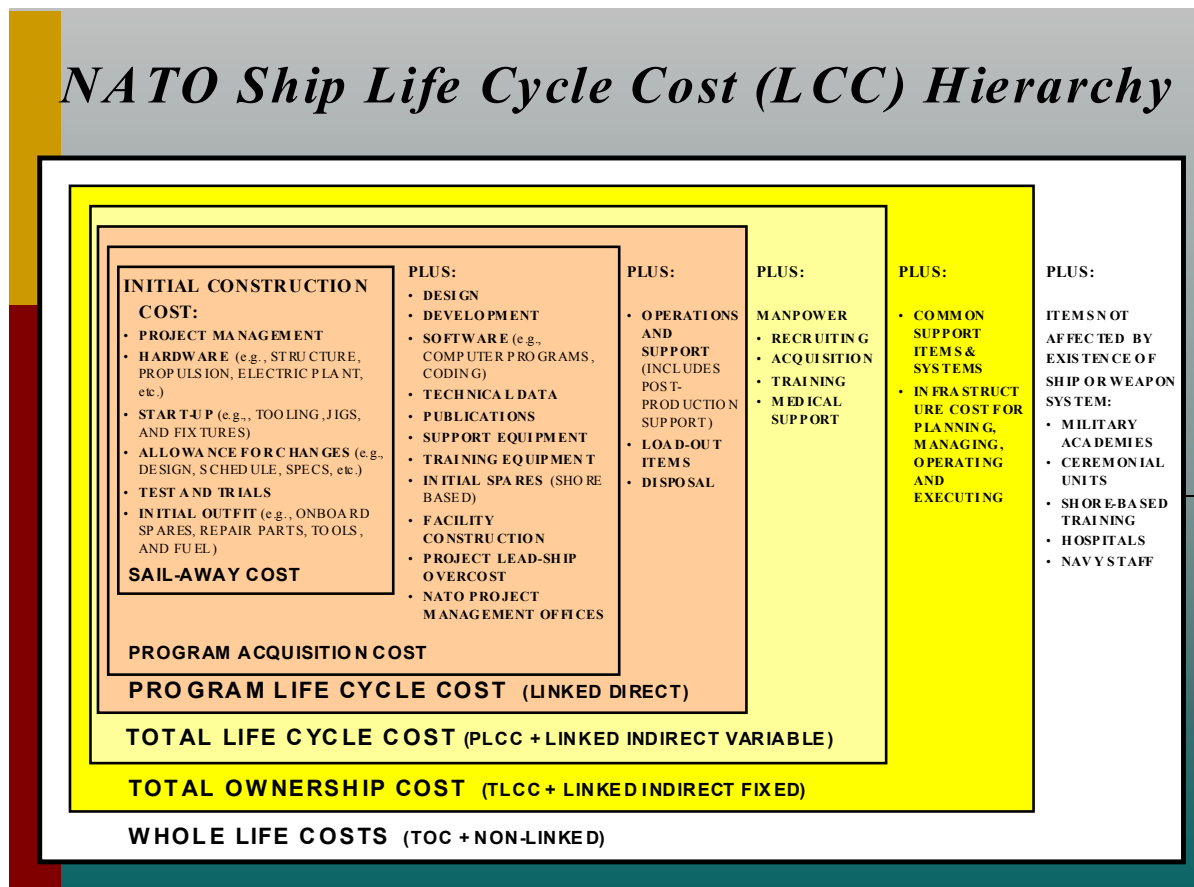 NATO Ship Life Cycle Cost (LCC) Hierarchy
INITIAL CONSTRUCTION
COST:
• PROJECT MANAGEMENT
• HARDWARE (e.g., STRUCTURE,
PROPULSION, ELECTRIC PLANT,
etc.)
• START-UP (e.g., TOOLING, JIGS,
AND FIXTURES)
• ALLOWANCE FOR CHANGES (e.g.,
DESIGN, SCHEDULE, SPECS, etc.)
• TEST AND TRIALS
• INITIAL OUTFIT (e.g., ONBOARD
SPARES, REPAIR PARTS, TOOLS,
AND FUEL)
SAIL-AWAY COST
PLUS:
• DESIGN
• DEVELOPMENT
• SOFTWARE (e.g.,
COMPUTER PROGRAMS,
CODING)
• TECHNICAL DATA
• PUBLICATIONS
• SUPPORT EQUIPMENT
• TRAINING EQUIPMENT
• INITIAL SPARES (SHORE
BASED)
• FACILITY
CONSTRUCTION
• PROJECT LEAD-SHIP
OVERCOST
• NATO PROJECT
MANAGEMENT OFFICES
PROGRAM ACQUISITION COST
PLUS:
• OPERATIONS
AND
SUPPORT
(INCLUDES
POST-
PRODUCTION
SUPPORT)
• LOAD-OUT
ITEMS
• DISPOSAL
PROGRAM LIFE CYCLE COST (LINKED DIRECT)
PLUS:
MANPOWER
• RECRUITING
• ACQUISITION
• TRAINING
• MEDICAL
SUPPORT
TOTAL LIFE CYCLE COST (PLCC + LINKED INDIRECT VARIABLE)
PLUS:
• COMMON
SUPPORT
ITEMS &
SYSTEMS
• INFRASTRUCT
URE COST FOR
PLANNING,
MANAGING,
OPERATING
AND
EXECUTING
TOTAL OWNERSHIP COST (TLCC + LINKED INDIRECT FIXED)
PLUS:
ITEMS NOT
AFFECTED BY
EXISTENCE OF
SHIP OR WEAPON
SYSTEM:
• MILITARY
ACADEMIES
• CEREMONIAL
UNITS
• SHORE-BASED
TRAINING
• HOSPITALS
• NAVY STAFF
WHOLE LIFE COSTS (TOC + NON-LINKED)